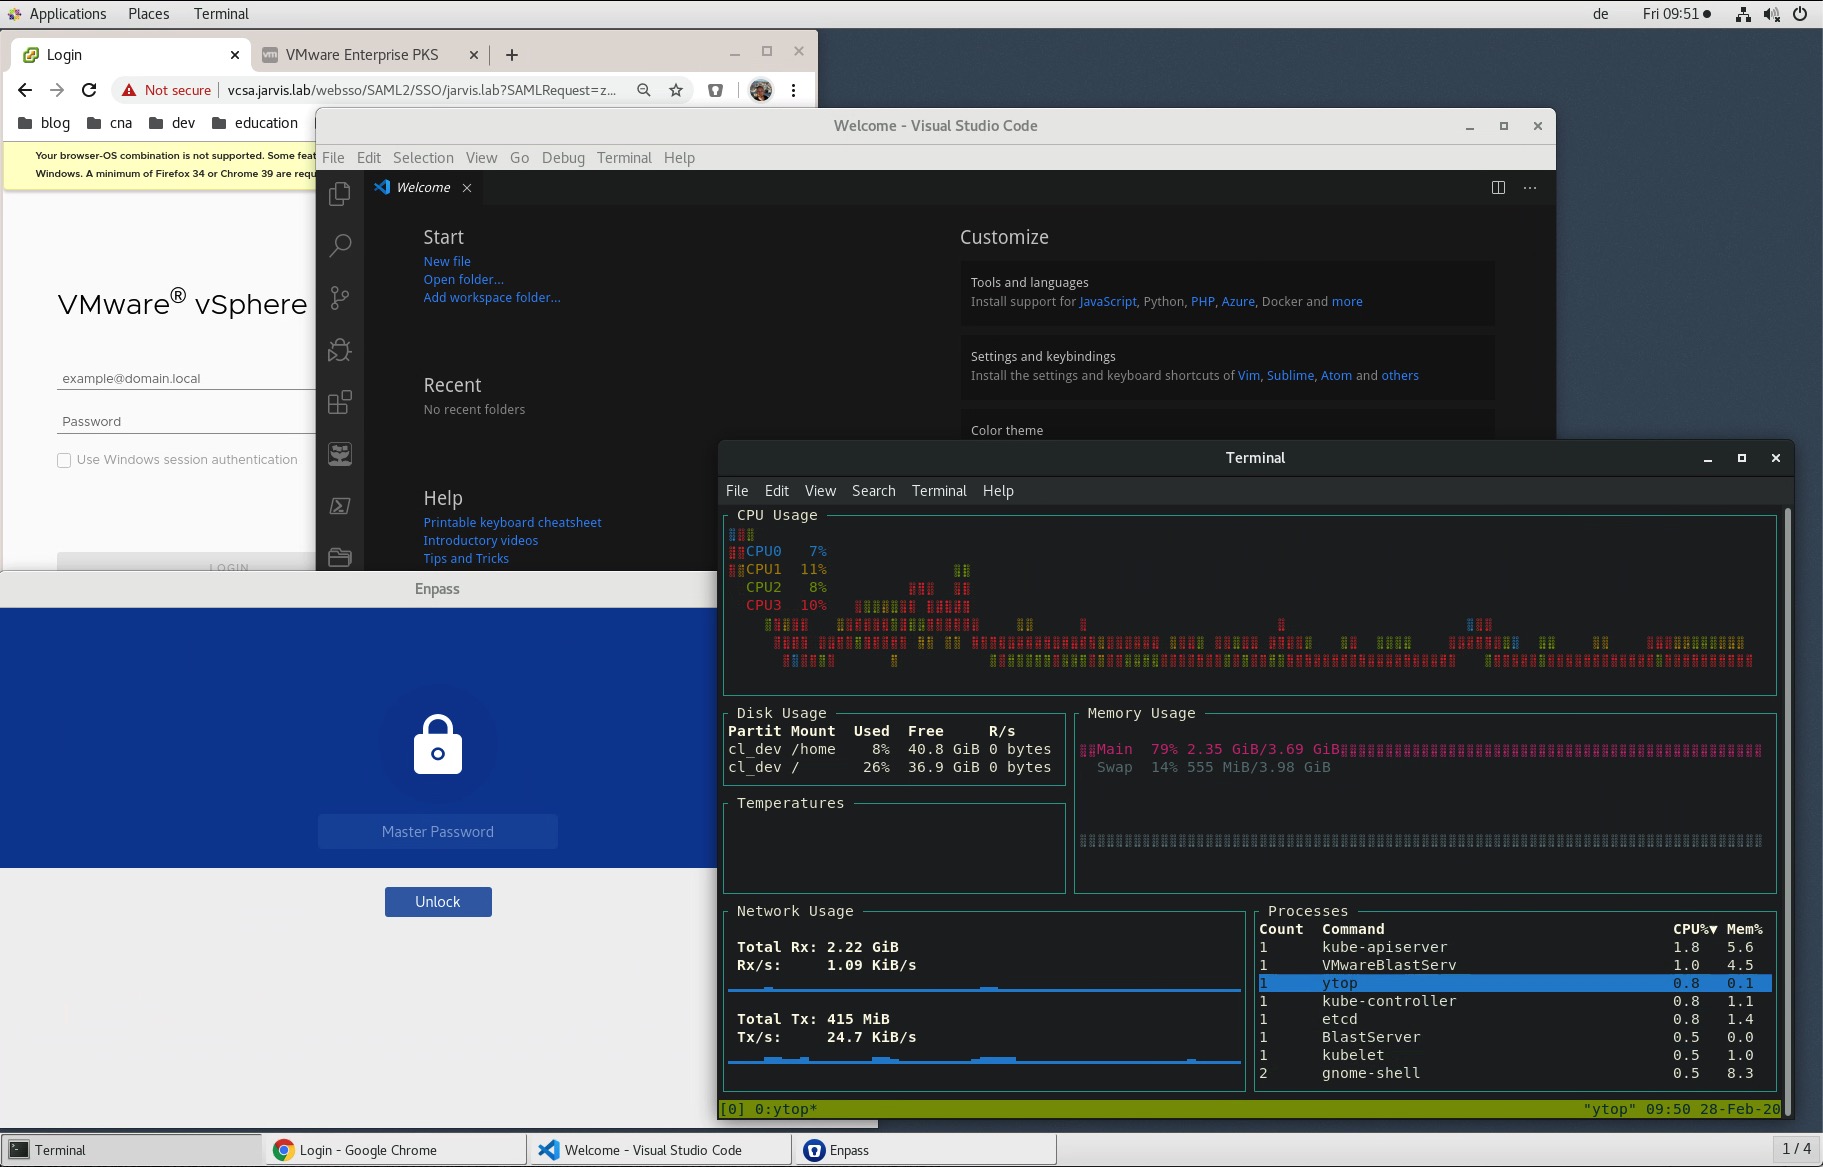 Applications Places Terminal de Fri 09:51
Login VMware Enterprise PKS
Not secure vcsa.jarvis.lab/websso/SAML2/SSO/jarvis.lab?SAMLRequest=z...
blog cna dev education
Your browser-OS combination is not supported. Some feat
Windows. A minimum of Firefox 34 or Chrome 39 are requ
VMware® vSphere
example@domain.local
Password
Use Windows session authentication
LOGIN
Welcome - Visual Studio Code
File Edit Selection View Go Debug Terminal Help
Welcome
Start
New file
Open folder...
Add workspace folder...
Recent
No recent folders
Help
Printable keyboard cheatsheet
Introductory videos
Tips and Tricks
Customize
Tools and languages
Install support for JavaScript, Python, PHP, Azure, Docker and more
Settings and keybindings
Install the settings and keyboard shortcuts of Vim, Sublime, Atom and others
Color theme
Enpass
Master Password
Unlock
Terminal
File Edit View Search Terminal Help
CPU Usage
CPU0 7%
CPU1 11%
CPU2 8%
CPU3 10%
Disk Usage
Partit Mount Used Free R/s
cl_dev /home 8% 40.8 GiB 0 bytes
cl_dev / 26% 36.9 GiB 0 bytes
Memory Usage
Main 79% 2.35 GiB/3.69 GiB
Swap 14% 555 MiB/3.98 GiB
Temperatures
Network Usage
Total Rx: 2.22 GiB
Rx/s: 1.09 KiB/s
Total Tx: 415 MiB
Tx/s: 24.7 KiB/s
Processes
Count Command CPU%▼ Mem%
1 kube-apiserver 1.8 5.6
1 VMwareBlastServ 1.0 4.5
1 ytop 0.8 0.1
1 kube-controller 0.8 1.1
1 etcd 0.8 1.4
1 BlastServer 0.5 0.0
1 kubelet 0.5 1.0
2 gnome-shell 0.5 8.3
[0] 0:ytop* "ytop" 09:50 28-Feb-20
Terminal Login - Google Chrome Welcome - Visual Studio Code Enpass 1 / 4